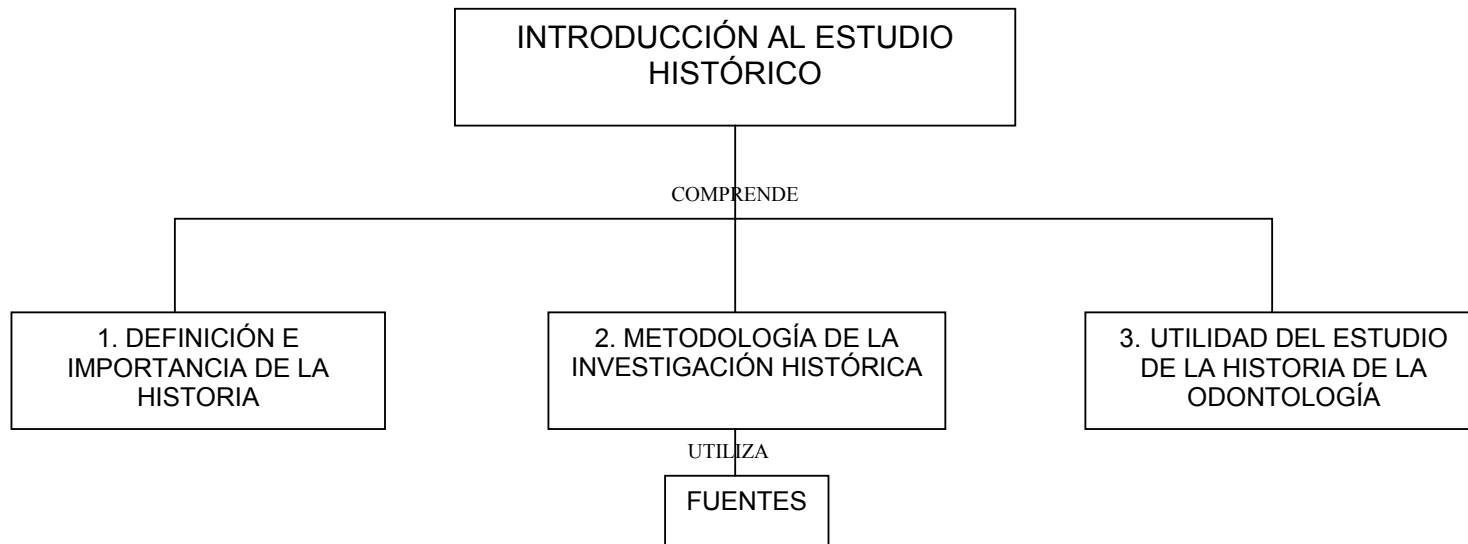 INTRODUCCIÓN AL ESTUDIO
HISTÓRICO
COMPRENDE
1. DEFINICIÓN E
IMPORTANCIA DE LA
HISTORIA
2. METODOLOGÍA DE LA
INVESTIGACIÓN HISTÓRICA
3. UTILIDAD DEL ESTUDIO
DE LA HISTORIA DE LA
ODONTOLOGÍA
UTILIZA
FUENTES